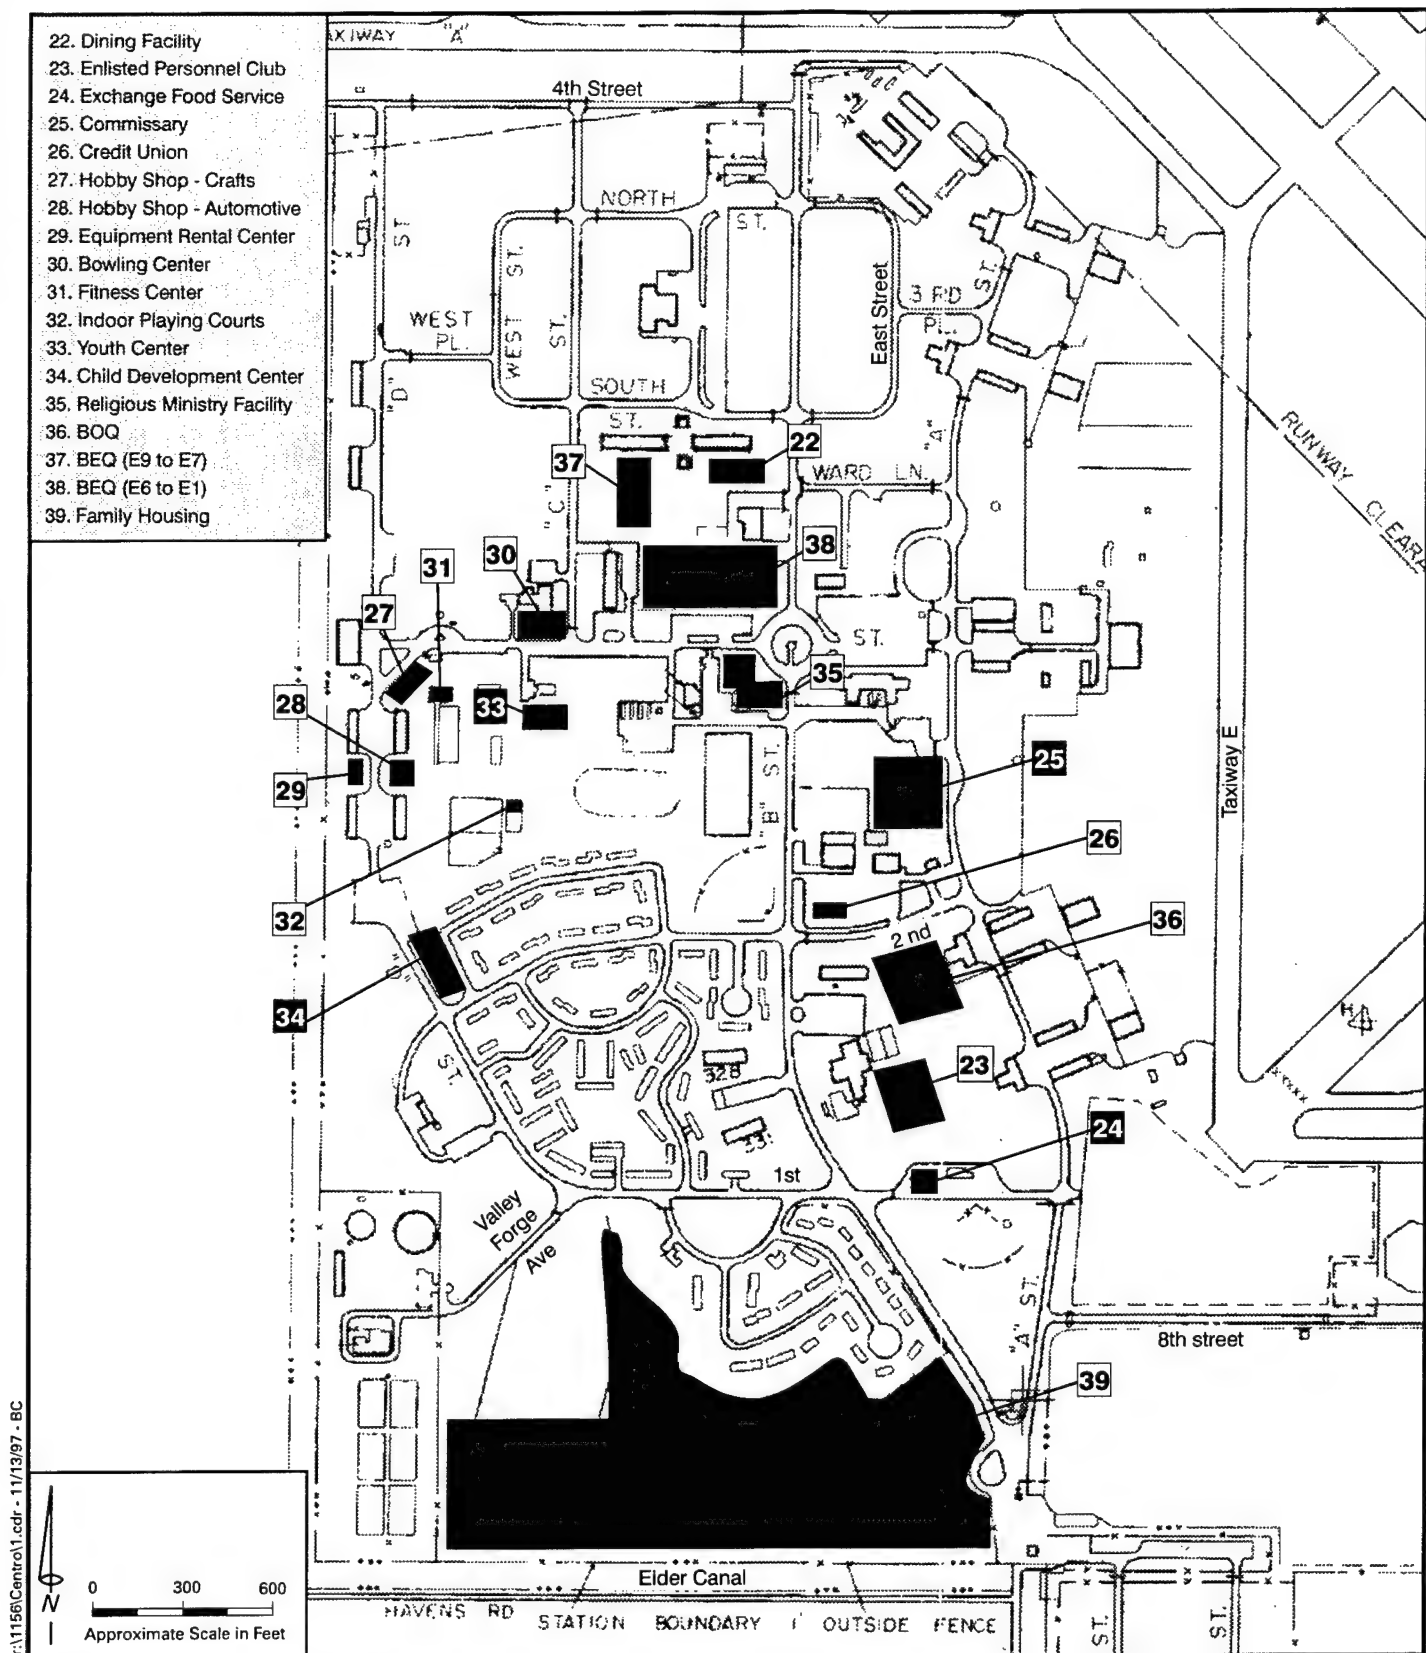 22. Dining Facility
23. Enlisted Personnel Club
24. Exchange Food Service
25. Commissary
26. Credit Union
27. Hobby Shop - Crafts
28. Hobby Shop - Automotive
29. Equipment Rental Center
30. Bowling Center
31. Fitness Center
32. Indoor Playing Courts
33. Youth Center
34. Child Development Center
35. Religious Ministry Facility
36. BOQ
37. BEQ (E9 to E7)
38. BEQ (E6 to E1)
39. Family Housing
AXIWAY "A"
4th Street
NORTH
ST.
ST
WEST ST.
ST.
East Street
3 RD
PL.
ST.
WEST
PL.
"D"
SOUTH
ST.
"A"
RUNWAY CLEARA
22
37
WARD LN.
"C"
38
30
31
27
ST.
35
33
28
25
29
"B" ST.
Taxiway E
26
32
2 nd
36
34
ST.
328
23
H
331
24
1st
Valley
Forge
Ave
"A" ST.
8th street
39
N
0 300 600
Approximate Scale in Feet
Elder Canal
HAVENS RD STATION BOUNDARY OUTSIDE FENCE
ST.
ST.
r:\1156\Centro\1.cdr - 11/13/97 - BC